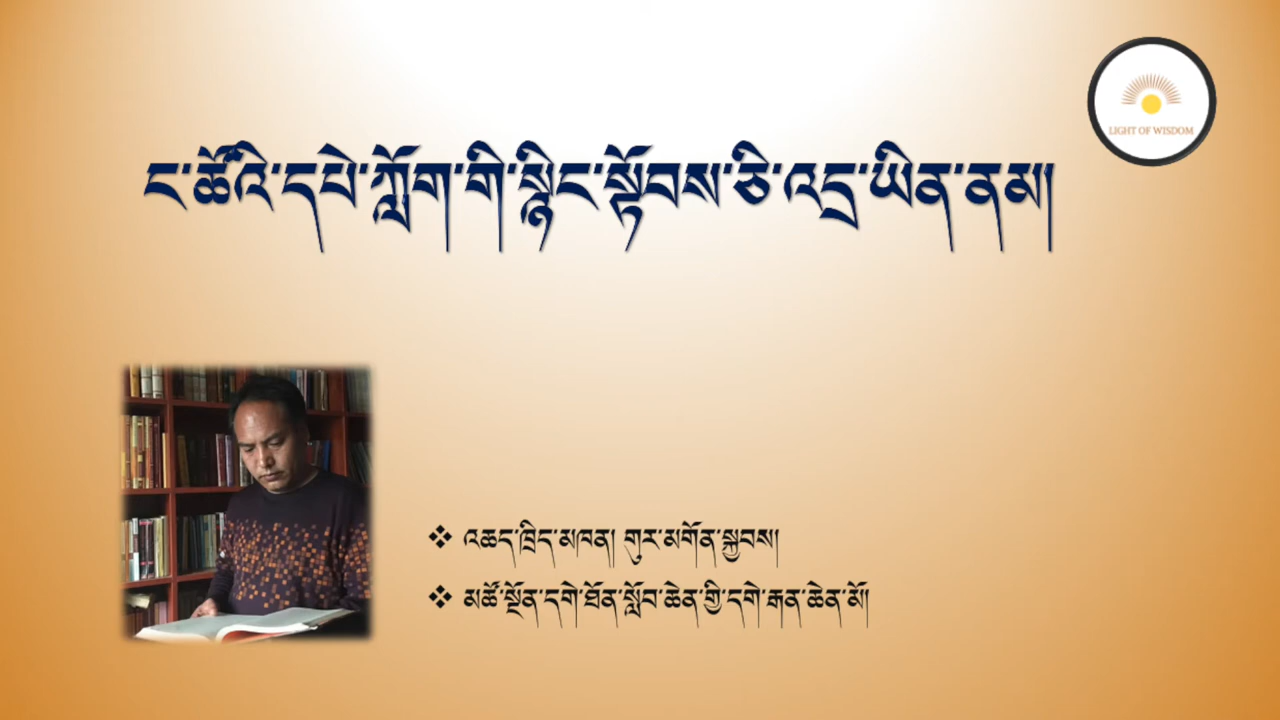 ང་ཚོའི་དཔེ་ཀློག་གི་སྙིང་སྟོབས་ཅི་འདྲ་ཡིན་ནམ།
LIGHT OF WISDOM
❖ འཆད་ཁྲིད་མཁན། གུར་མགོན་སྐྱབས།
❖ མཚོ་སྔོན་དགེ་ཐོན་སློབ་ཆེན་གྱི་དགེ་རྒན་ཆེན་མོ།